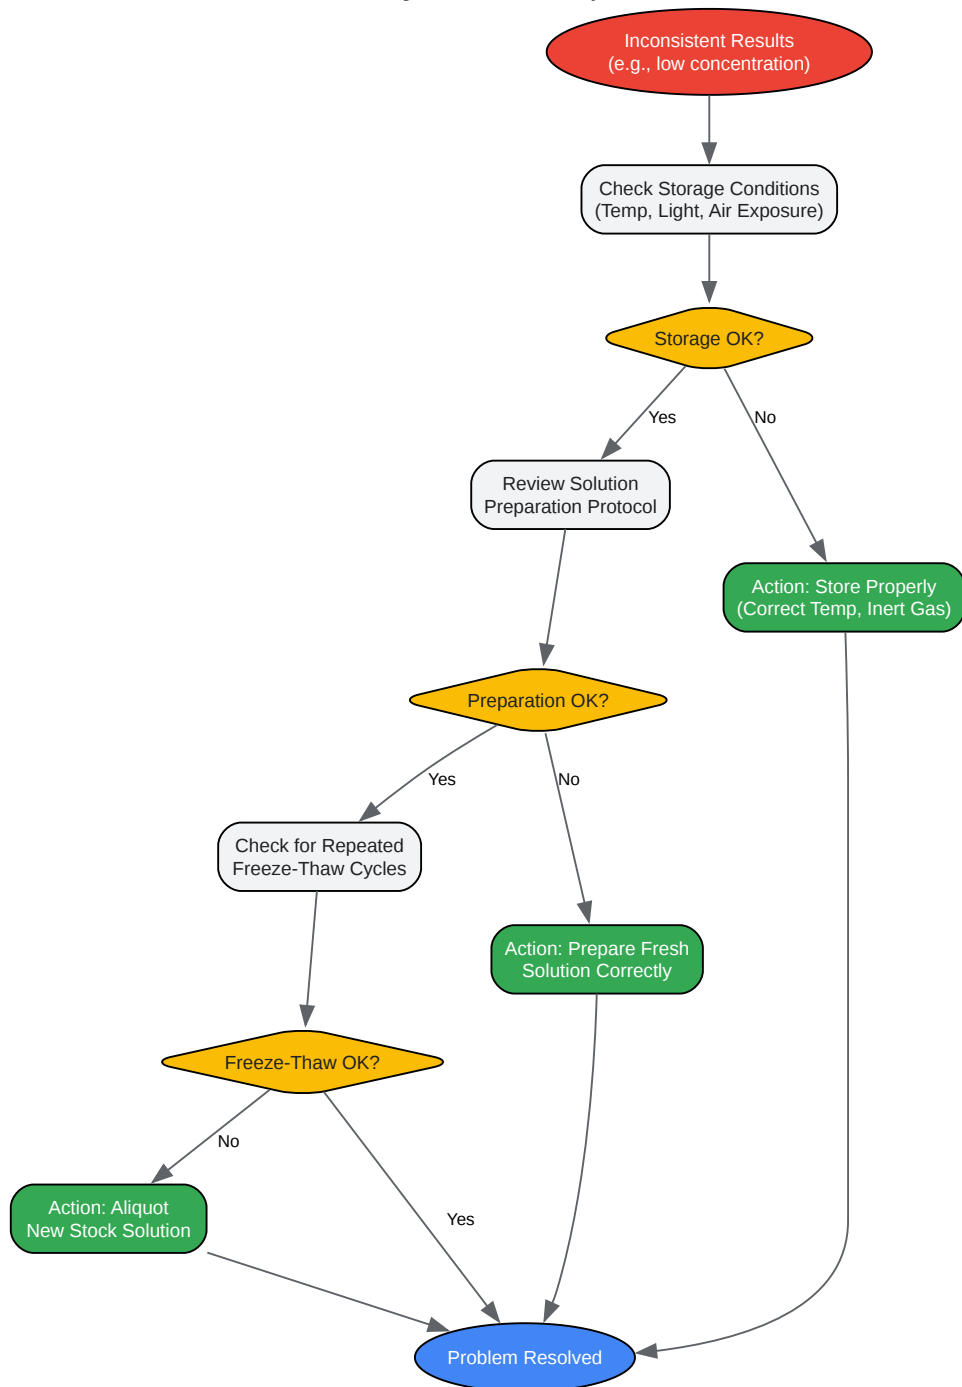 Inconsistent Results
(e.g., low concentration)
Check Storage Conditions
(Temp, Light, Air Exposure)
Storage OK?
Yes
No
Review Solution
Preparation Protocol
Action: Store Properly
(Correct Temp, Inert Gas)
Preparation OK?
Yes
No
Check for Repeated
Freeze-Thaw Cycles
Action: Prepare Fresh
Solution Correctly
Freeze-Thaw OK?
No
Yes
Action: Aliquot
New Stock Solution
Problem Resolved